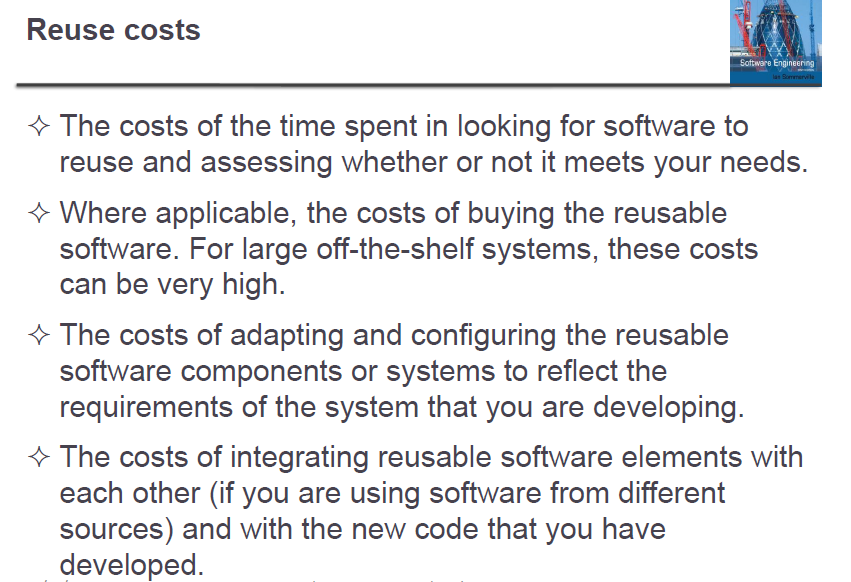 Reuse costs
Software Engineering
Ian Sommerville
✧ The costs of the time spent in looking for software to
reuse and assessing whether or not it meets your needs.
✧ Where applicable, the costs of buying the reusable
software. For large off-the-shelf systems, these costs
can be very high.
✧ The costs of adapting and configuring the reusable
software components or systems to reflect the
requirements of the system that you are developing.
✧ The costs of integrating reusable software elements with
each other (if you are using software from different
sources) and with the new code that you have
developed.